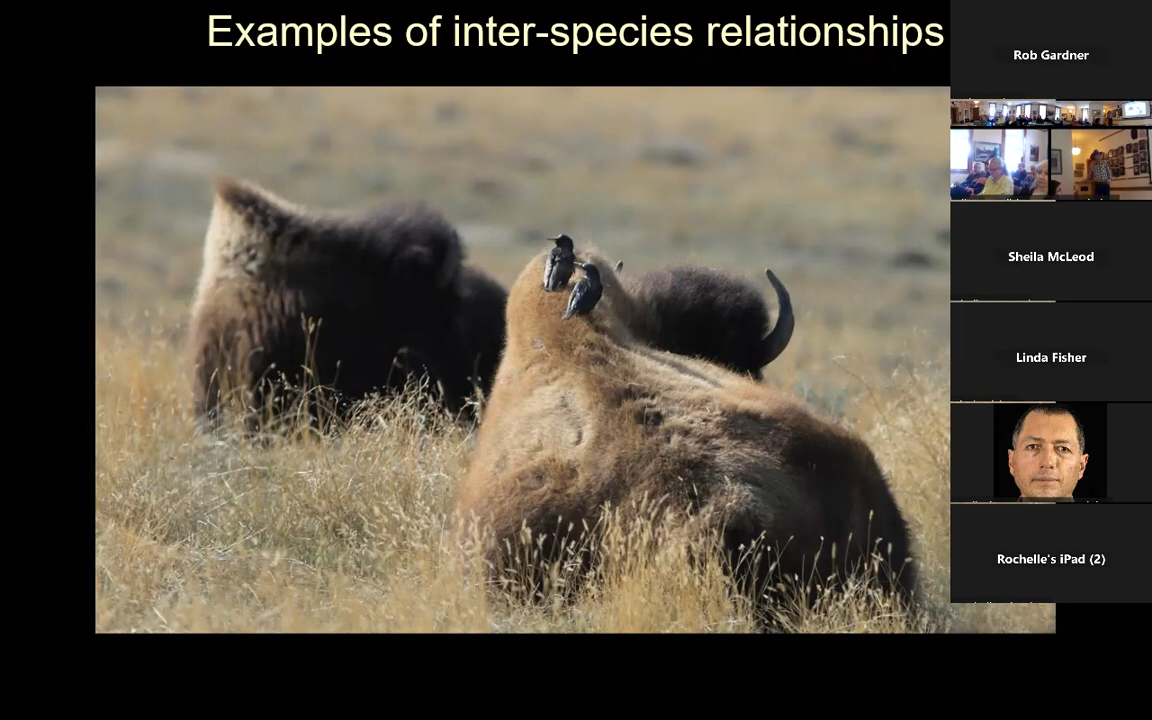 Examples of inter-species relationships
Rob Gardner
Sheila McLeod
Linda Fisher
Rochelle's iPad (2)